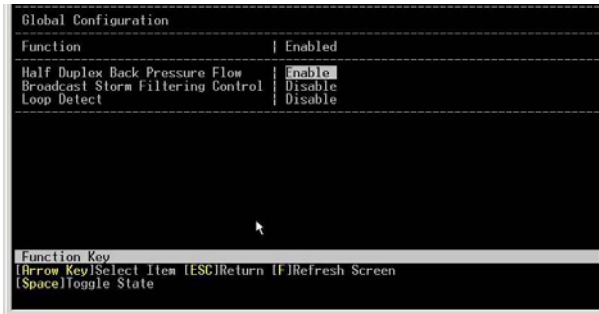 Global Configuration
Function | Enabled
Half Duplex Back Pressure Flow | Enable
Broadcast Storm Filtering Control | Disable
Loop Detect | Disable
Function Key
[Arrow Key]Select Item [ESC]Return [F]Refresh Screen
[Space]Toggle State